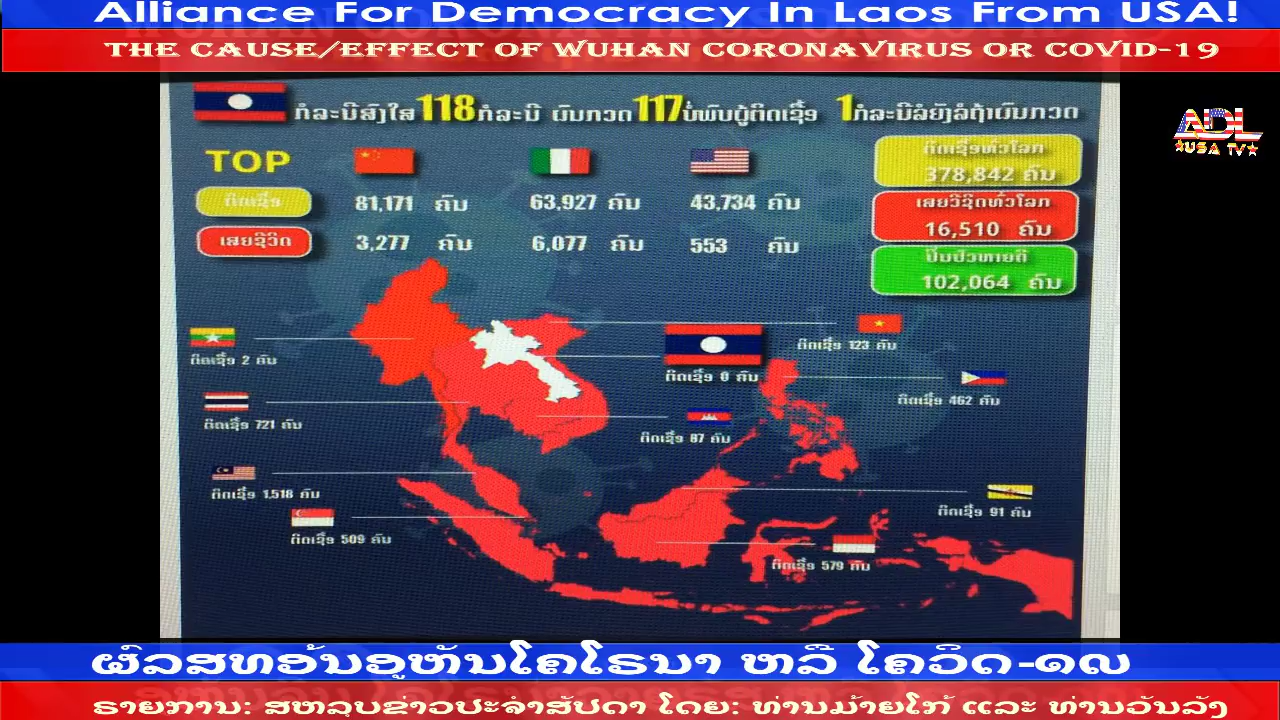 Alliance For Democracy In Laos From USA!
THE CAUSE/EFFECT OF WUHAN CORONAVIRUS OR COVID-19
ADL
USA TV
ກໍລະນີສົງໃສ 118 ກໍລະນີ ຜົນກວດ 117 ບໍ່ພົບຜູ້ຕິດເຊື້ອ 1 ກໍລະນີລໍຍັງລໍຖ້າຜົນກວດ
TOP
ຕິດເຊື້ອ 81,171 ຄົນ 63,927 ຄົນ 43,734 ຄົນ
ເສຍຊີວິດ 3,277 ຄົນ 6,077 ຄົນ 553 ຄົນ
ຕິດເຊື້ອທົ່ວໂລກ
378,842 ຄົນ
ເສຍຊີວິດທົ່ວໂລກ
16,510 ຄົນ
ປິ່ນປົວຫາຍດີ
102,064 ຄົນ
ຕິດເຊື້ອ 2 ຄົນ
ຕິດເຊື້ອ 123 ຄົນ
ຕິດເຊື້ອ 0 ຄົນ
ຕິດເຊື້ອ 462 ຄົນ
ຕິດເຊື້ອ 721 ຄົນ
ຕິດເຊື້ອ 87 ຄົນ
ຕິດເຊື້ອ 1,518 ຄົນ
ຕິດເຊື້ອ 91 ຄົນ
ຕິດເຊື້ອ 509 ຄົນ
ຕິດເຊື້ອ 579 ຄົນ
ຜົລສທອ້ນອູຫັນໂຄໂຣນາ ຫລື ໂຄວິດ-໑໙
ຣາຍການ: ສຫລຸບຂ່າວປະຈຳສັປດາ ໂດຍ: ທ່ານມ້າຍໂກ້ ແລະ ທ່ານວັນລັງ